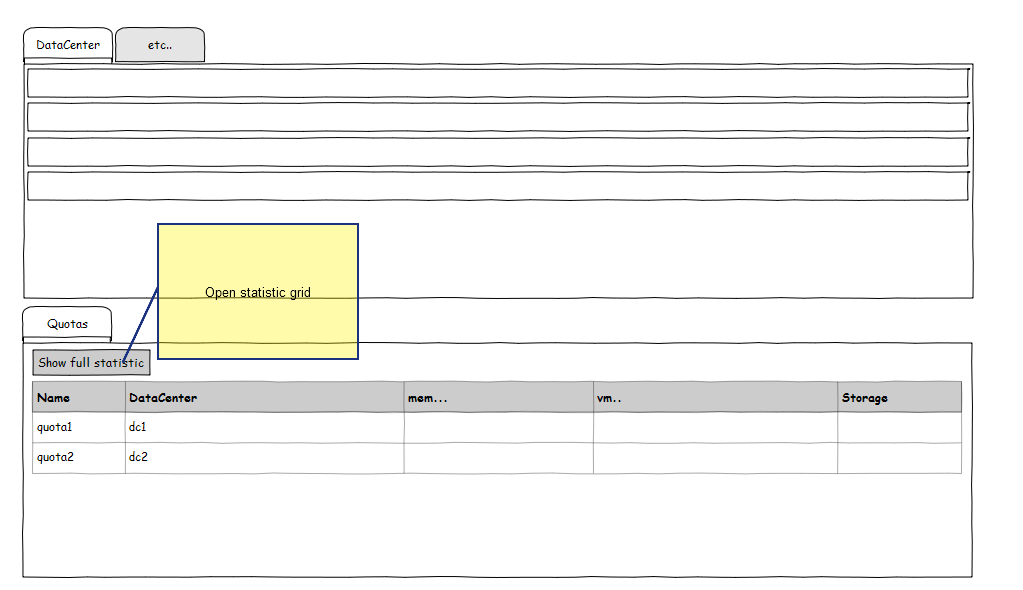 DataCenter
etc..
Open statistic grid
Quotas
Show full statistic
Name DataCenter mem... vm.. Storage
quota1 dc1
quota2 dc2